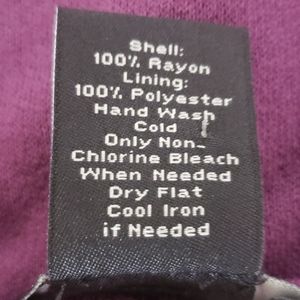 Shell:
100% Rayon
Lining:
100% Polyester
Hand Wash
Cold
Only Non-
Chlorine Bleach
When Needed
Dry Flat
Cool Iron
if Needed